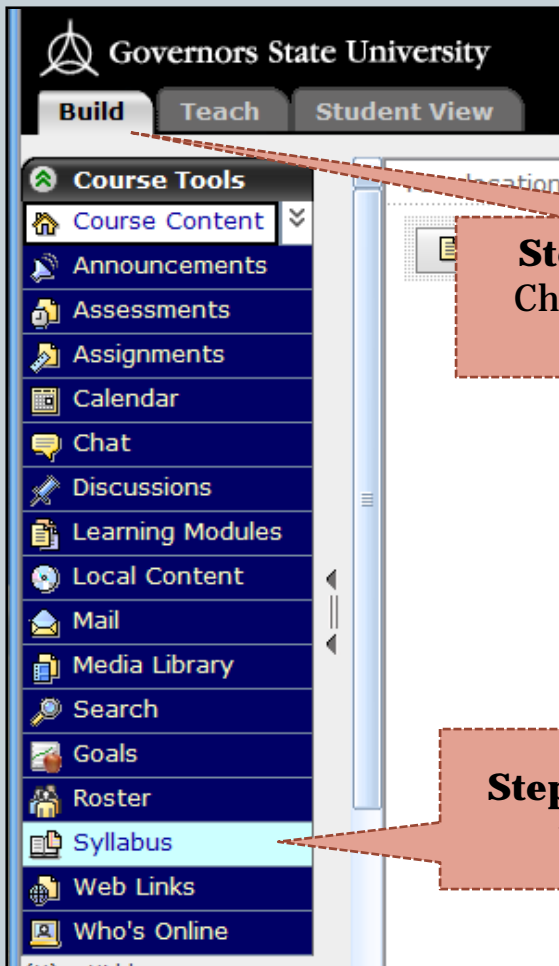 Governors State University
Build Teach Student View
Course Tools
Course Content
Announcements
Assessments
Assignments
Calendar
Chat
Discussions
Learning Modules
Local Content
Mail
Media Library
Search
Goals
Roster
Syllabus
Web Links
Who's Online